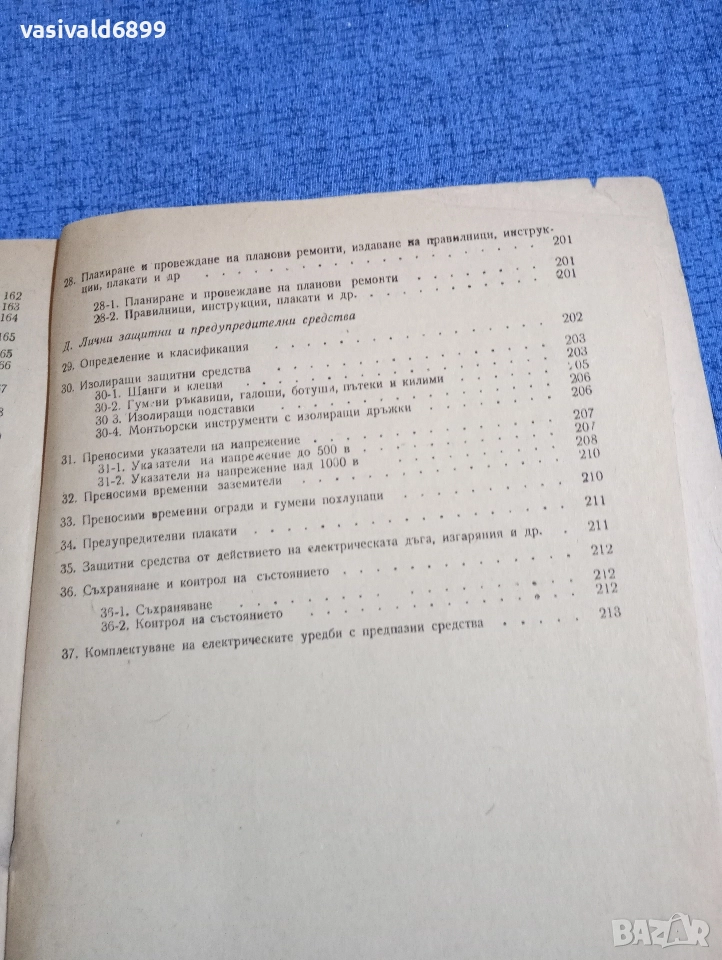 vasivald6899
162
163
164
165
65
66
7
8
9
28. Планиране и провеждане на планови ремонти, издаване на правилници, инструк-
ции, плакати и др . . . . . . . . . . . . . . 201
28-1. Планиране и провеждане на планови ремонти . . . . . . . 201
28-2. Правилници, инструкции, плакати и др. . . . . . . . . 201
Д. Лични защитни и предупредителни средства
29. Определение и класификация . . . . . . . . . . . . 202
30. Изолиращи защитни средства . . . . . . . . . . . . 203
30-1. Щанги и клещи . . . . . . . . . . . . . 203
30-2. Гумени ръкавици, галоши, ботуши, пътеки и килими . . . . 205
30 3. Изолиращи подставки . . . . . . . . . . . 206
30-4. Монтьорски инструменти с изолиращи дръжки . . . . . 206
31. Преносими указатели на напрежение . . . . . . . . . . 207
31-1. Указатели на напрежение до 500 в . . . . . . . . 207
31-2. Указатели на напрежение над 1000 в . . . . . . . 208
32. Преносими временни заземители . . . . . . . . . . . 210
33. Преносими временни огради и гумени похлупаци . . . . . . . 210
34. Предупредителни плакати . . . . . . . . . . . . 211
35. Защитни средства от действието на електрическата дъга, изгаряния и др. . 211
36. Съхраняване и контрол на състоянието . . . . . . . . . 212
36-1. Съхраняване . . . . . . . . . . . . . 212
36-2. Контрол на състоянието . . . . . . . . . . 212
37. Комплектуване на електрическите уредби с предпазни средства . . . . . 213
BAZAR